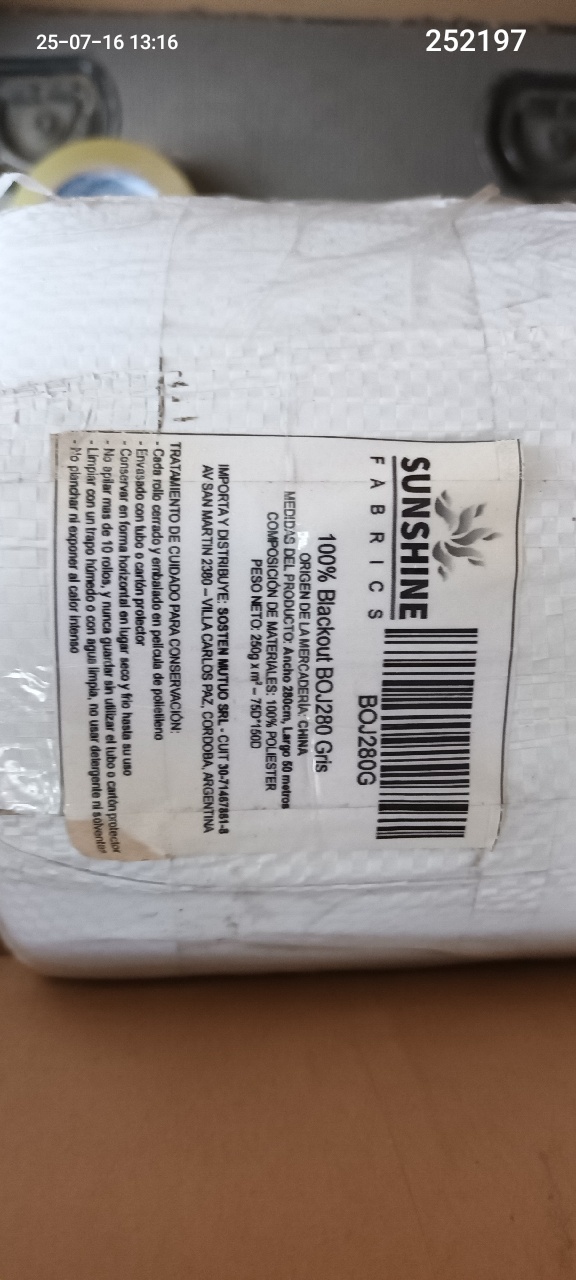 25-07-16 13:16
252197
SUNSHINE
FABRICS
BOJ280G
100% Blackout BOJ280 Gris
ORIGEN DE LA MERCADERÍA: CHINA
MEDIDAS DEL PRODUCTO: Ancho 280cm, Largo 50 metros
COMPOSICIÓN DE MATERIALES: 100% POLIESTER
PESO NETO: 250g x m² – 75D*150D
IMPORTA Y DISTRIBUYE: SOSTEN MUTUO SRL - CUIT 30-71467861-8
AV SAN MARTIN 2380 – VILLA CARLOS PAZ, CORDOBA, ARGENTINA
TRATAMIENTO DE CUIDADO PARA CONSERVACIÓN:
- Cada rollo cerrado y embalado en película de polietileno
- Envasado con tubo o cartón protector
- Conservar en forma horizontal en lugar seco y frío hasta su uso
- No apilar mas de 10 rollos, y nunca guardar sin utilizar el tubo o cartón protector
- Limpiar con un trapo húmedo o con agua limpia, no usar detergente ni solventes
- No planchar ni exponer al calor intenso